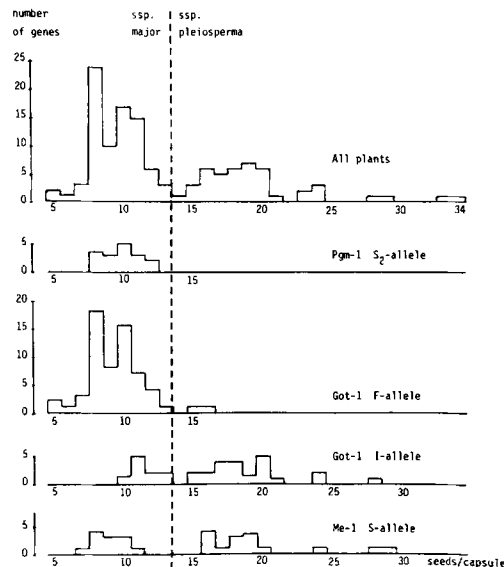 number
of genes
ssp.
major
ssp.
pleiosperma
25
20
15
10
5
0
All plants
5 10 15 20 25 30 34
5
0
Pgm-1 S₂-allele
5 10 15
20
15
10
5
0
Got-1 F-allele
5 10 15
5
0
Got-1 I-allele
5 10 15 20 30
5
0
Me-1 S-allele
5 10 15 20 25 30 seeds/capsule